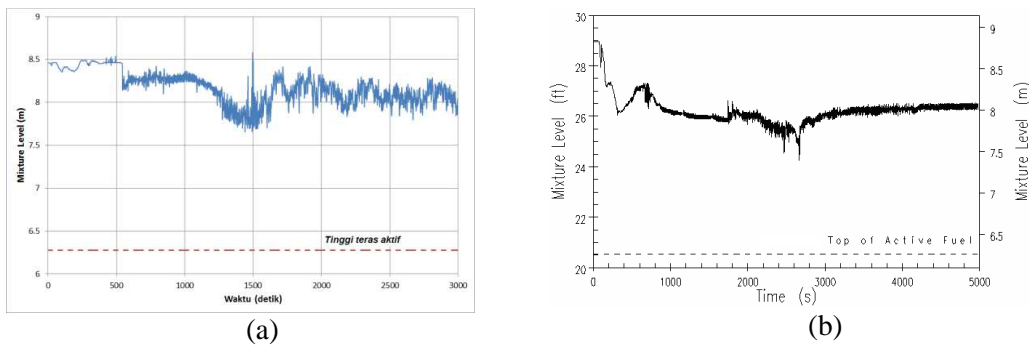 9
8.5
8
7.5
7
6.5
6
Mixture Level (m)
Tinggi teras aktif
0 500 1000 1500 2000 2500 3000
Waktu (detik)
(a)
30
28
26
24
22
20
Mixture Level (ft)
9
8.5
8
7.5
7
6.5
Mixture Level (m)
Top of Active Fuel
0 1000 2000 3000 4000 5000
Time (s)
(b)